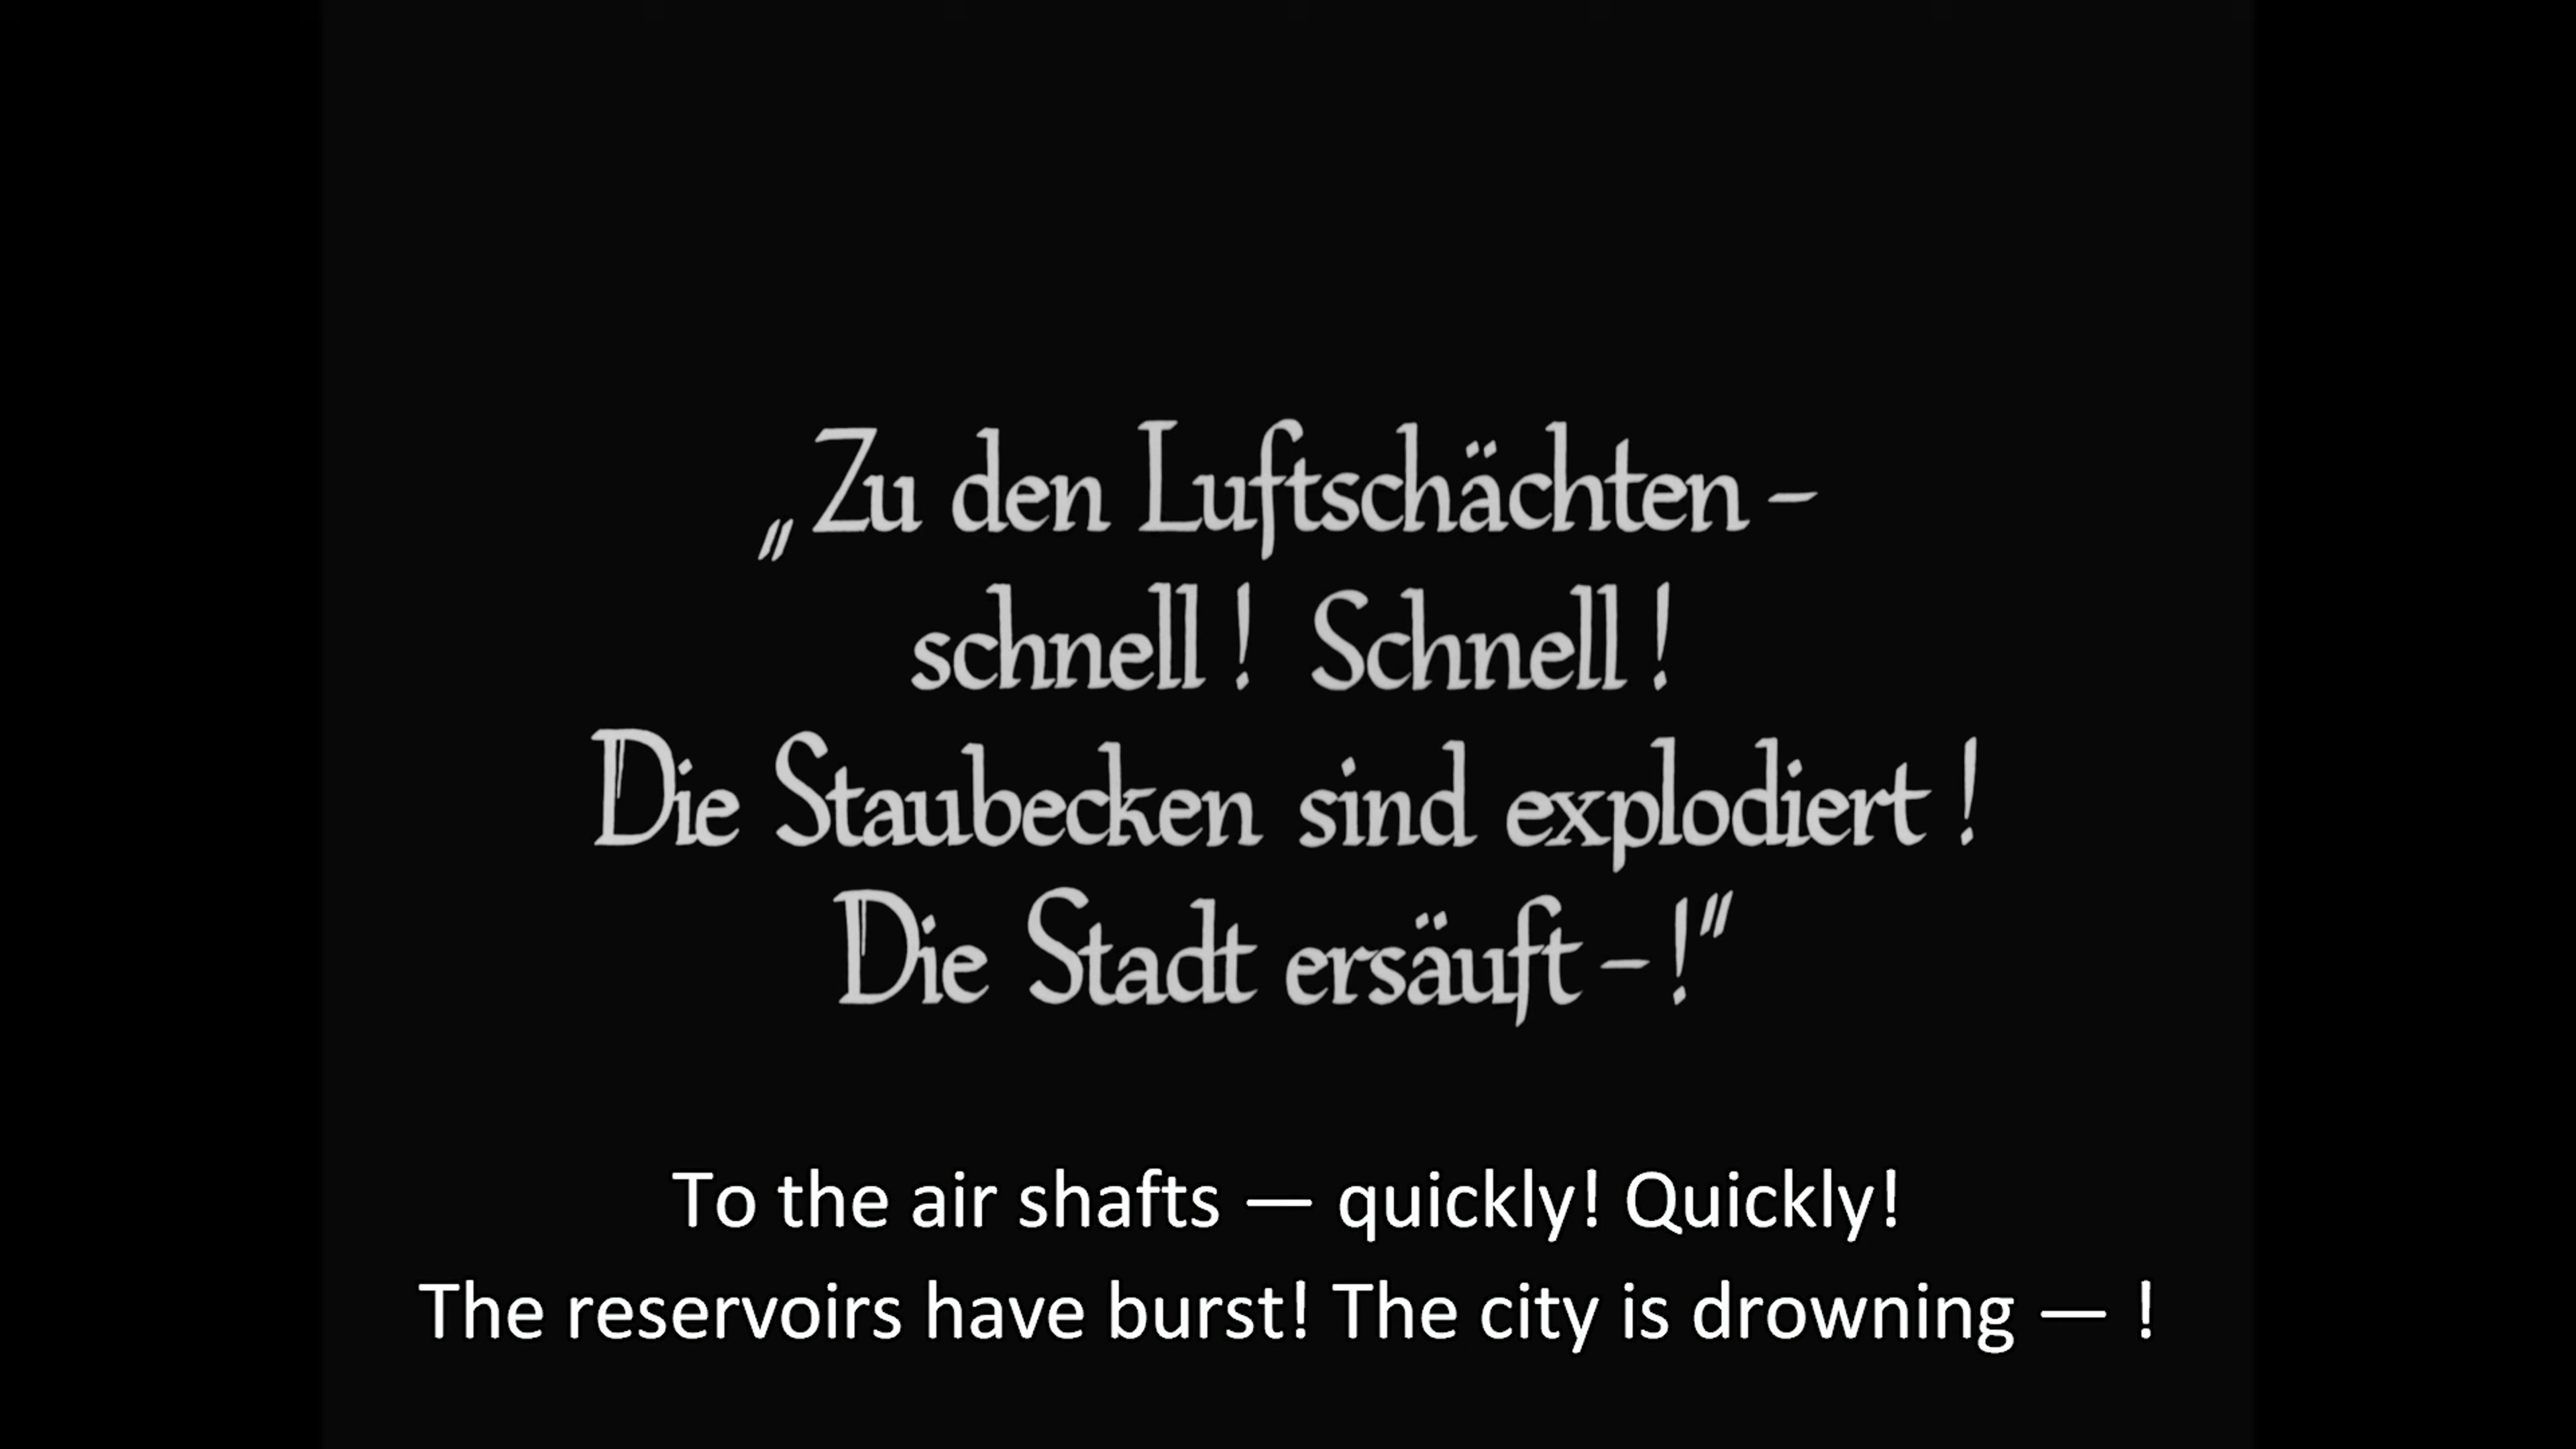 „Zu den Luftschächten -
schnell! Schnell!
Die Staubecken sind explodiert!
Die Stadt ersäuft - !"
To the air shafts — quickly! Quickly!
The reservoirs have burst! The city is drowning — !